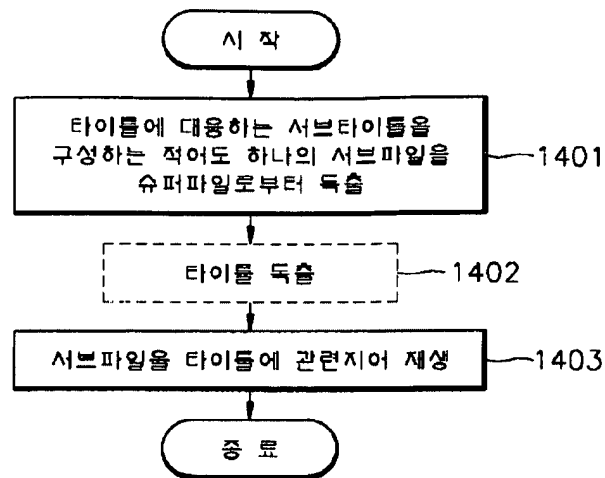 시 작
타이틀에 대응하는 서브타이틀을
구성하는 적어도 하나의 서브파일을
슈퍼파일로부터 독출
1401
타이틀 독출
1402
서브파일을 타이틀에 관련지어 재생
1403
종 료